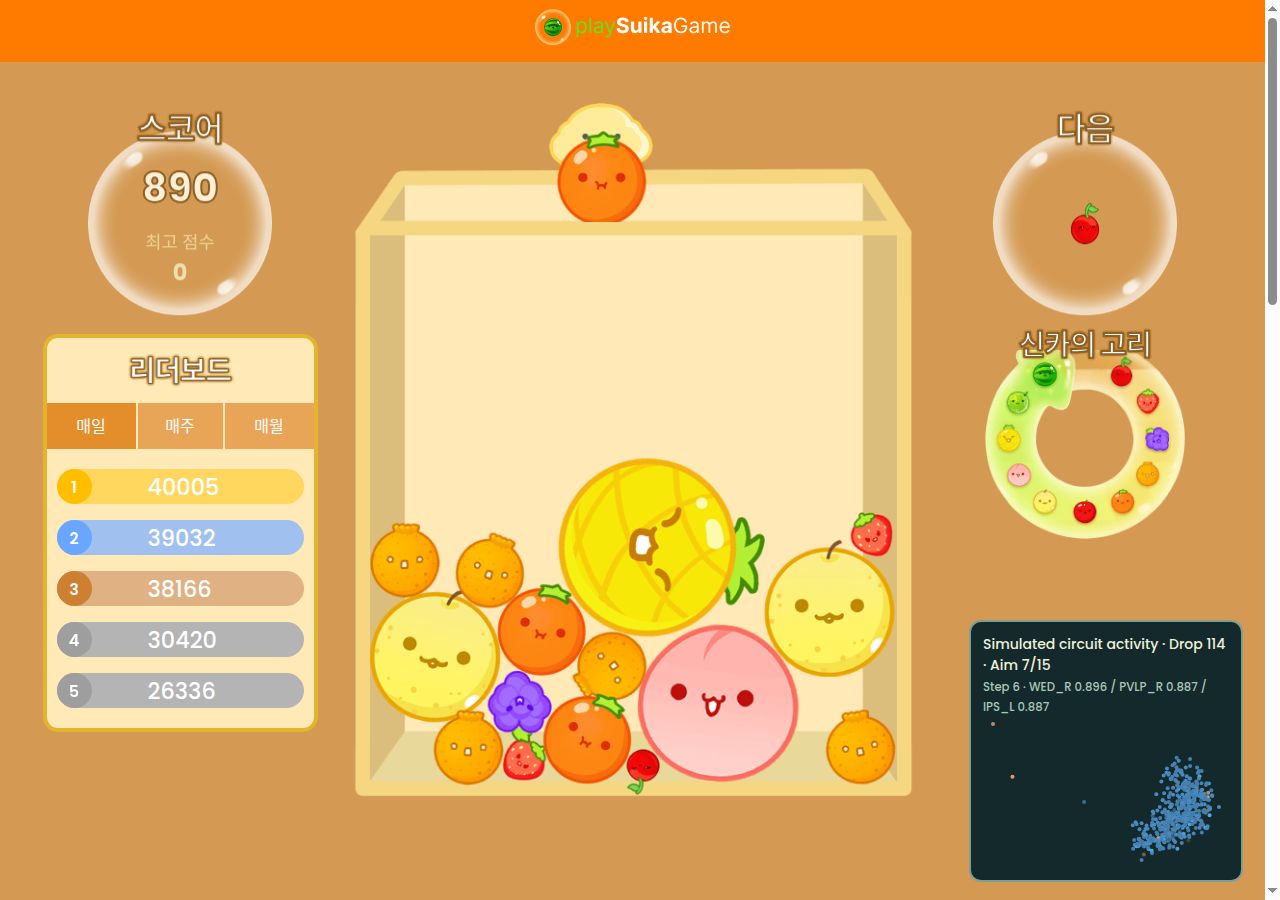 playSuikaGame
스코어
890
최고 점수
0
다음
신카의 고리
리더보드
매일 매주 매월
1 40005
2 39032
3 38166
4 30420
5 26336
Simulated circuit activity · Drop 114
· Aim 7/15
Step 6 · WED_R 0.896 / PVLP_R 0.887 /
IPS_L 0.887